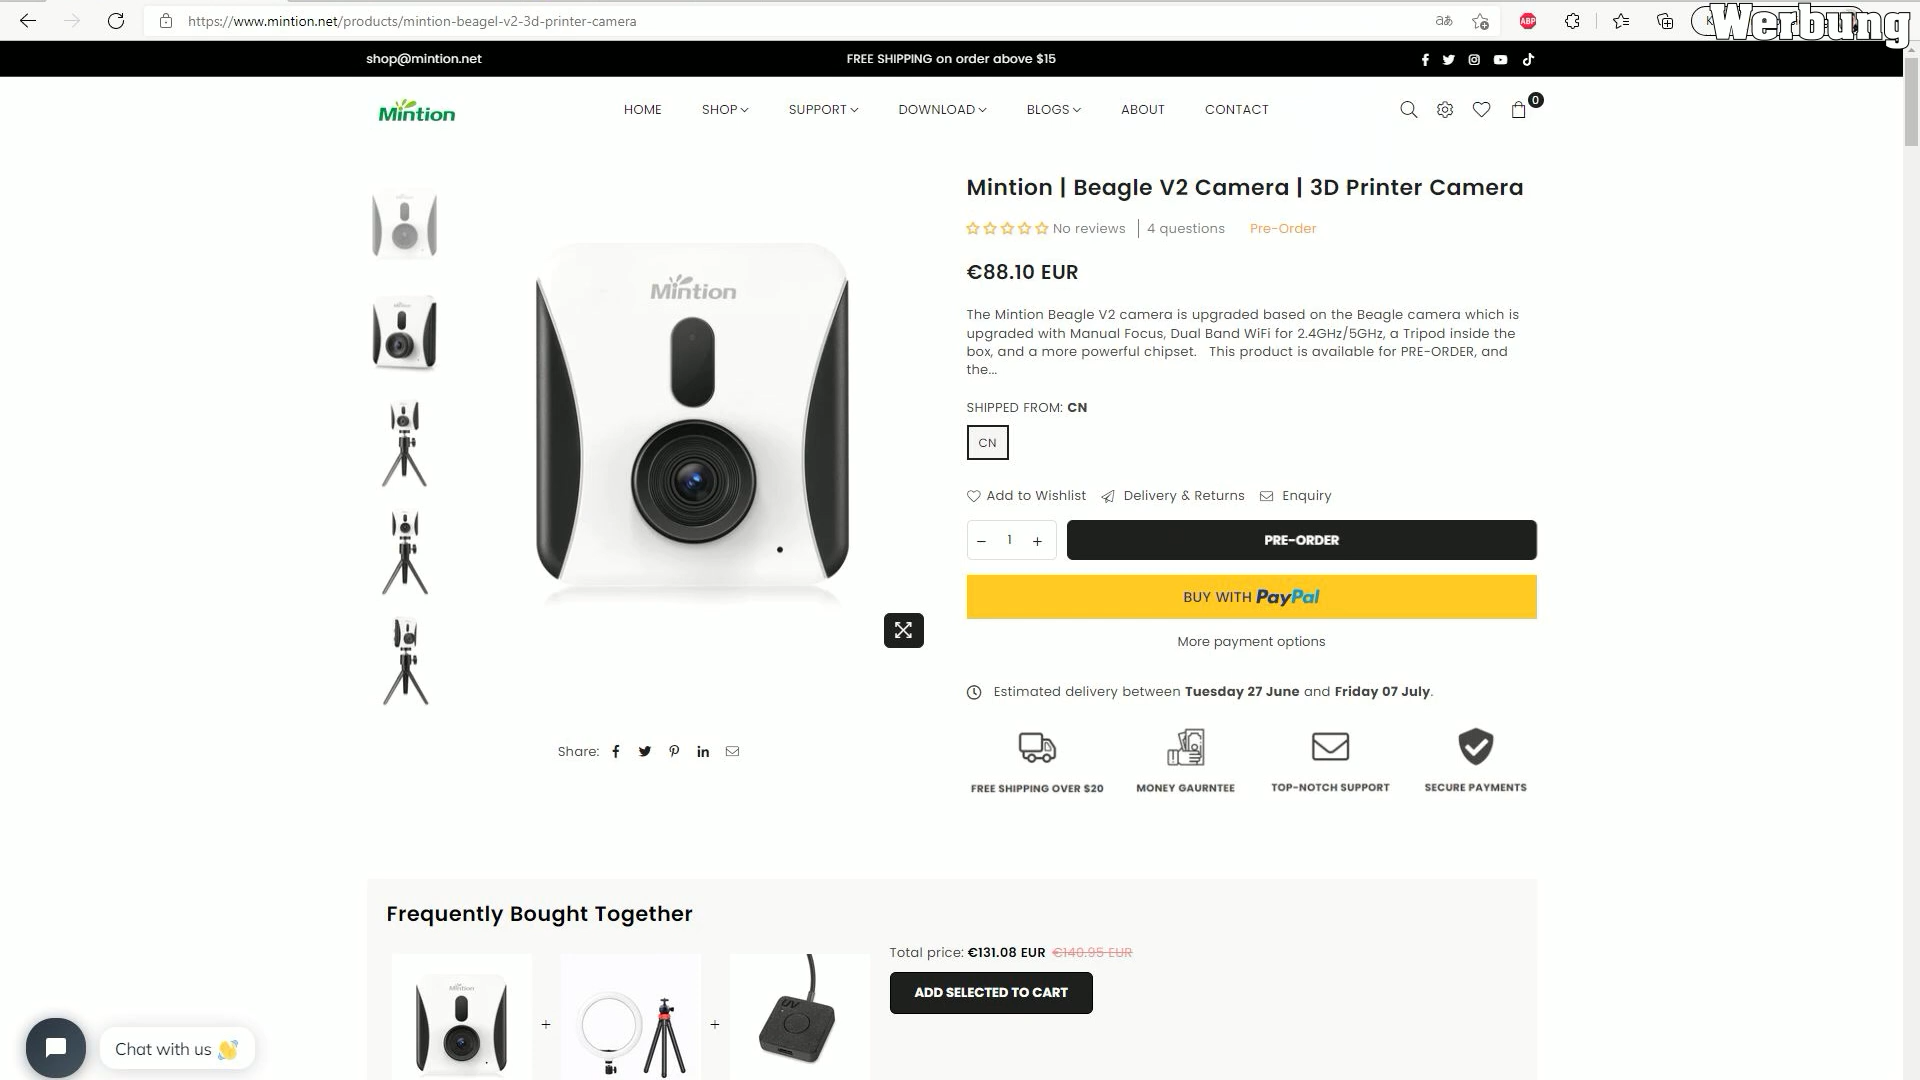 https://www.mintion.net/products/mintion-beagel-v2-3d-printer-camera
ABP
Werbung
shop@mintion.net
FREE SHIPPING on order above $15
Mintion
HOME
SHOP
SUPPORT
DOWNLOAD
BLOGS
ABOUT
CONTACT
0
Mintion
Mintion | Beagle V2 Camera | 3D Printer Camera
No reviews
4 questions
Pre-Order
€88.10 EUR
The Mintion Beagle V2 camera is upgraded based on the Beagle camera which is
upgraded with Manual Focus, Dual Band WiFi for 2.4GHz/5GHz, a Tripod inside the
box, and a more powerful chipset. This product is available for PRE-ORDER, and
the...
SHIPPED FROM: CN
CN
Add to Wishlist
Delivery & Returns
Enquiry
− 1 +
PRE-ORDER
BUY WITH PayPal
More payment options
Estimated delivery between Tuesday 27 June and Friday 07 July.
FREE SHIPPING OVER $20
MONEY GAURNTEE
TOP-NOTCH SUPPORT
SECURE PAYMENTS
Share:
Frequently Bought Together
Mintion
+
+
UV
Total price: €131.08 EUR €140.95 EUR
ADD SELECTED TO CART
Chat with us 👋